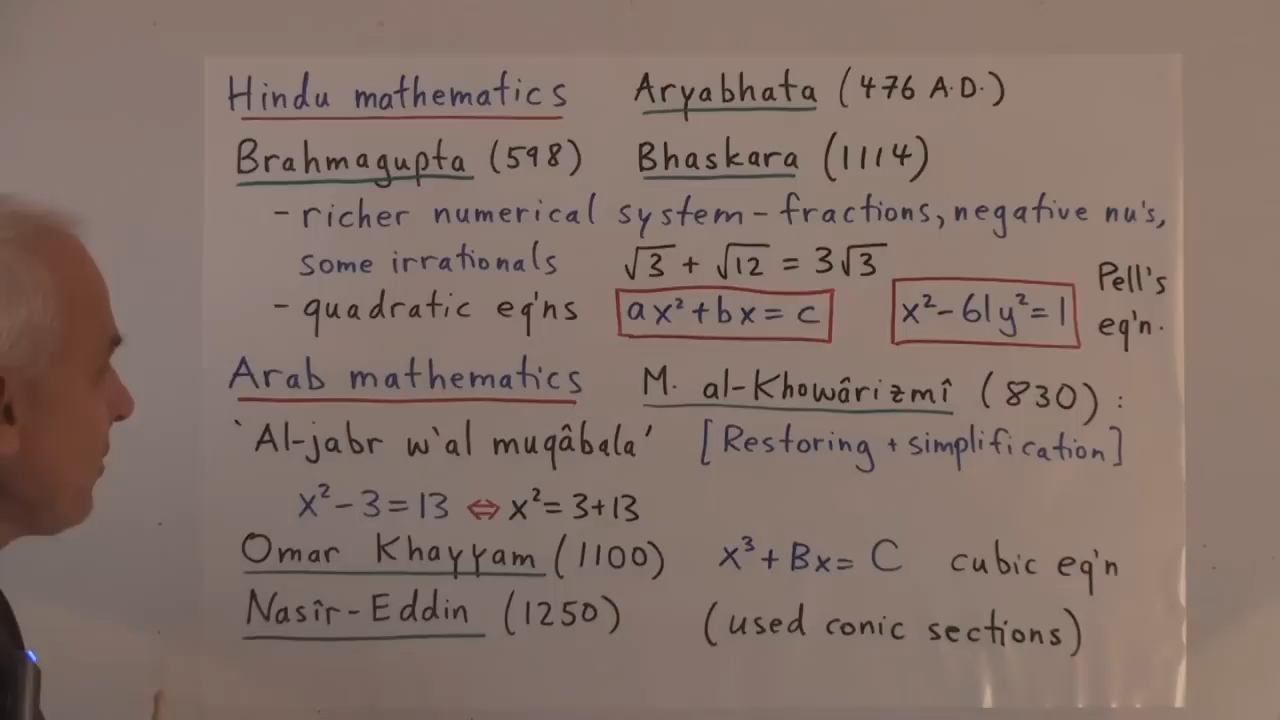 Hindu mathematics Aryabhata (476 A.D.)
Brahmagupta (598) Bhaskara (1114)
- richer numerical system - fractions, negative nu's,
some irrationals √3 + √12 = 3√3
- quadratic eq'ns ax² + bx = c x² - 61y² = 1 Pell's eq'n.
Arab mathematics M. al-Khowârizmî (830) :
'Al-jabr w'al muqâbala' [Restoring + simplification]
x² - 3 = 13 ⇔ x² = 3 + 13
Omar Khayyam (1100) x³ + Bx = C cubic eq'n
Nasîr-Eddin (1250) (used conic sections)